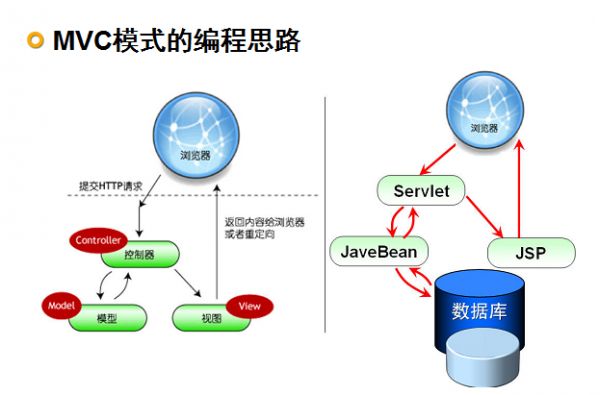 MVC模式的编程思路
浏览器
提交HTTP请求
返回内容给浏览器
或者重定向
Controller
控制器
Model
模型
视图
View
浏览器
Servlet
JaveBean
JSP
数据库